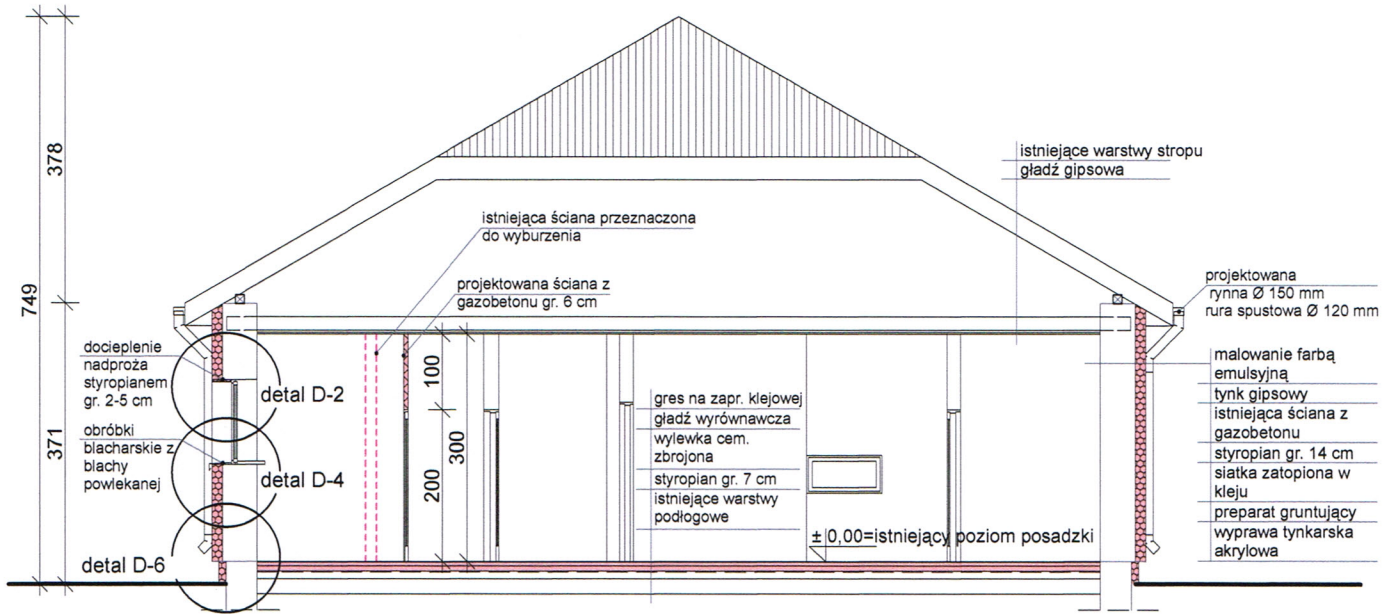 378
749
371
istniejące warstwy stropu
gładź gipsowa
istniejąca ściana przeznaczona
do wyburzenia
projektowana ściana z
gazobetonu gr. 6 cm
projektowana
rynna Ø 150 mm
rura spustowa Ø 120 mm
docieplenie
nadproża
styropianem
gr. 2-5 cm
detal D-2
obróbki
blacharskie z
blachy
powlekanej
detal D-4
detal D-6
100
200
300
gres na zapr. klejowej
gładź wyrównawcza
wylewka cem.
zbrojona
styropian gr. 7 cm
istniejące warstwy
podłogowe
± 0,00=istniejący poziom posadzki
malowanie farbą
emulsyjną
tynk gipsowy
istniejąca ściana z
gazobetonu
styropian gr. 14 cm
siatka zatopiona w
kleju
preparat gruntujący
wyprawa tynkarska
akrylowa